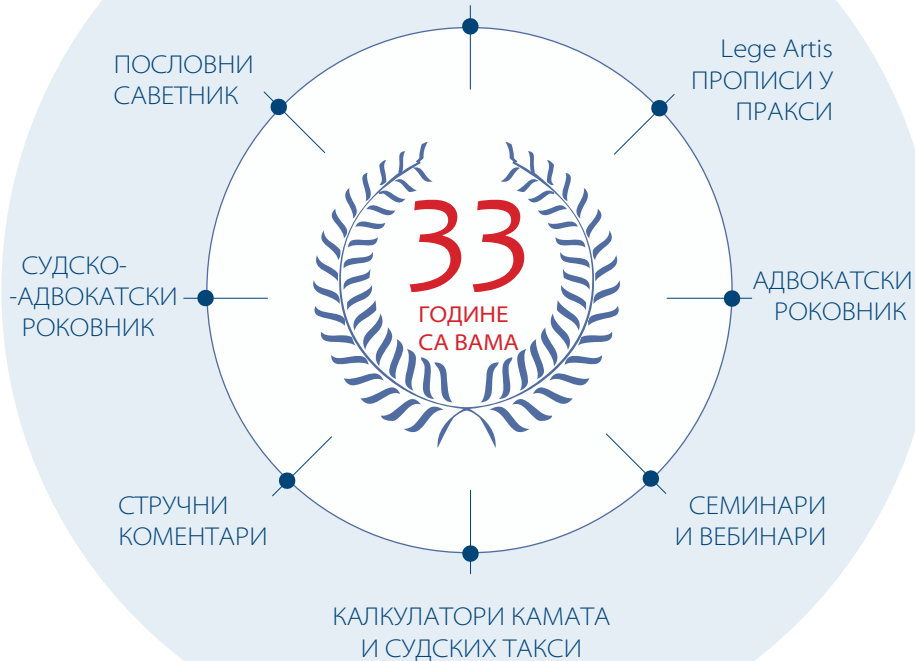 ПОСЛОВНИ
САВЕТНИК
Lege Artis
ПРОПИСИ У
ПРАКСИ
СУДСКО-
-АДВОКАТСКИ
РОКОВНИК
33
ГОДИНЕ
СА ВАМА
АДВОКАТСКИ
РОКОВНИК
СТРУЧНИ
КОМЕНТАРИ
СЕМИНАРИ
И ВЕБИНАРИ
КАЛКУЛАТОРИ КАМАТА
И СУДСКИХ ТАКСИ